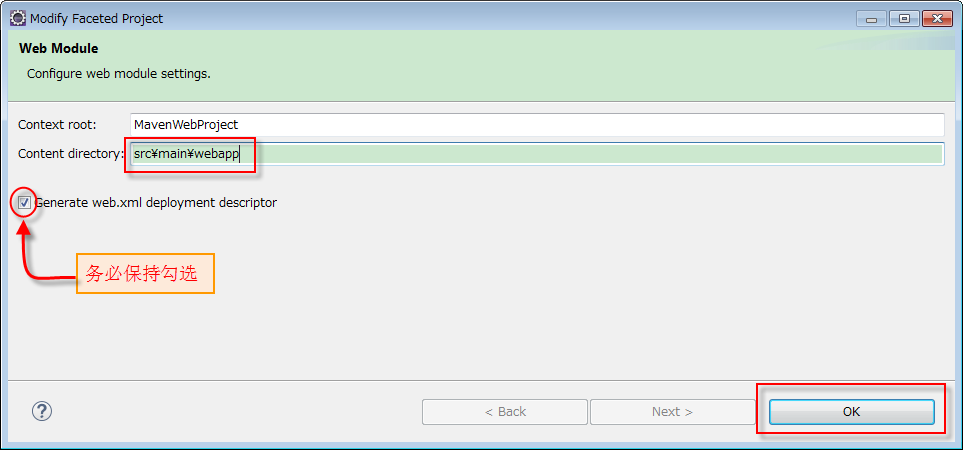 Modify Faceted Project
Web Module
Configure web module settings.
Context root: MavenWebProject
Content directory: src¥main¥webapp
Generate web.xml deployment descriptor
务必保持勾选
? < Back Next > OK